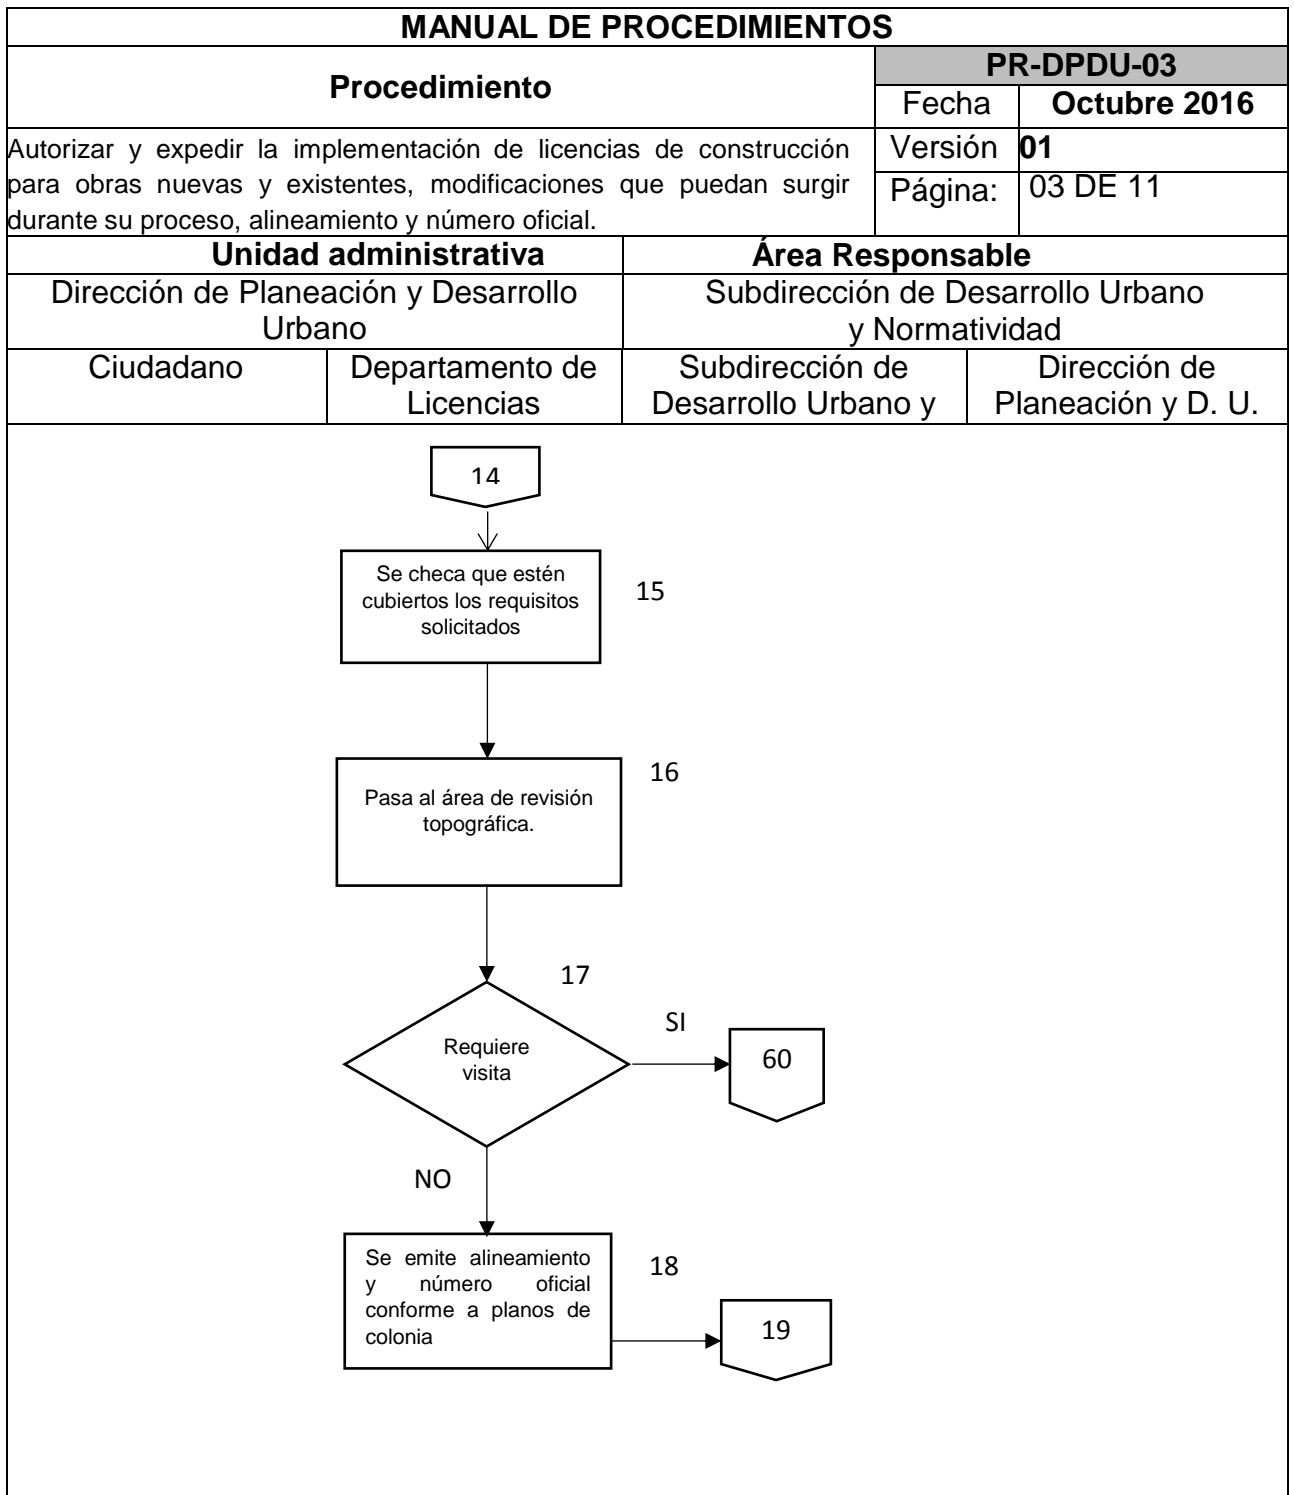 MANUAL DE PROCEDIMIENTOS
Procedimiento
PR-DPDU-03
Fecha
Octubre 2016
Autorizar y expedir la implementación de licencias de construcción
para obras nuevas y existentes, modificaciones que puedan surgir
durante su proceso, alineamiento y número oficial.
Versión
01
Página:
03 DE 11
Unidad administrativa
Área Responsable
Dirección de Planeación y Desarrollo
Urbano
Subdirección de Desarrollo Urbano
y Normatividad
Ciudadano
Departamento de
Licencias
Subdirección de
Desarrollo Urbano y
Dirección de
Planeación y D. U.
14
Se checa que estén
cubiertos los requisitos
solicitados
15
Pasa al área de revisión
topográfica.
16
17
Requiere
visita
SI
60
NO
Se emite alineamiento
y número oficial
conforme a planos de
colonia
18
19